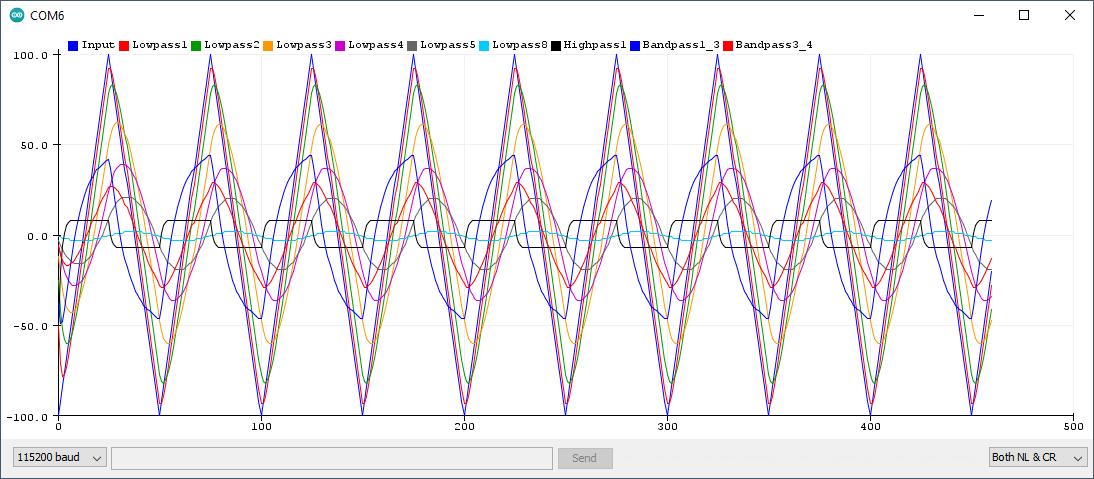 COM6
Input Lowpass1 Lowpass2 Lowpass3 Lowpass4 Lowpass5 Lowpass8 Highpass1 Bandpass1_3 Bandpass3_4
100.0
50.0
0.0
-50.0
-100.0
0 100 200 300 400 500
115200 baud Send Both NL & CR